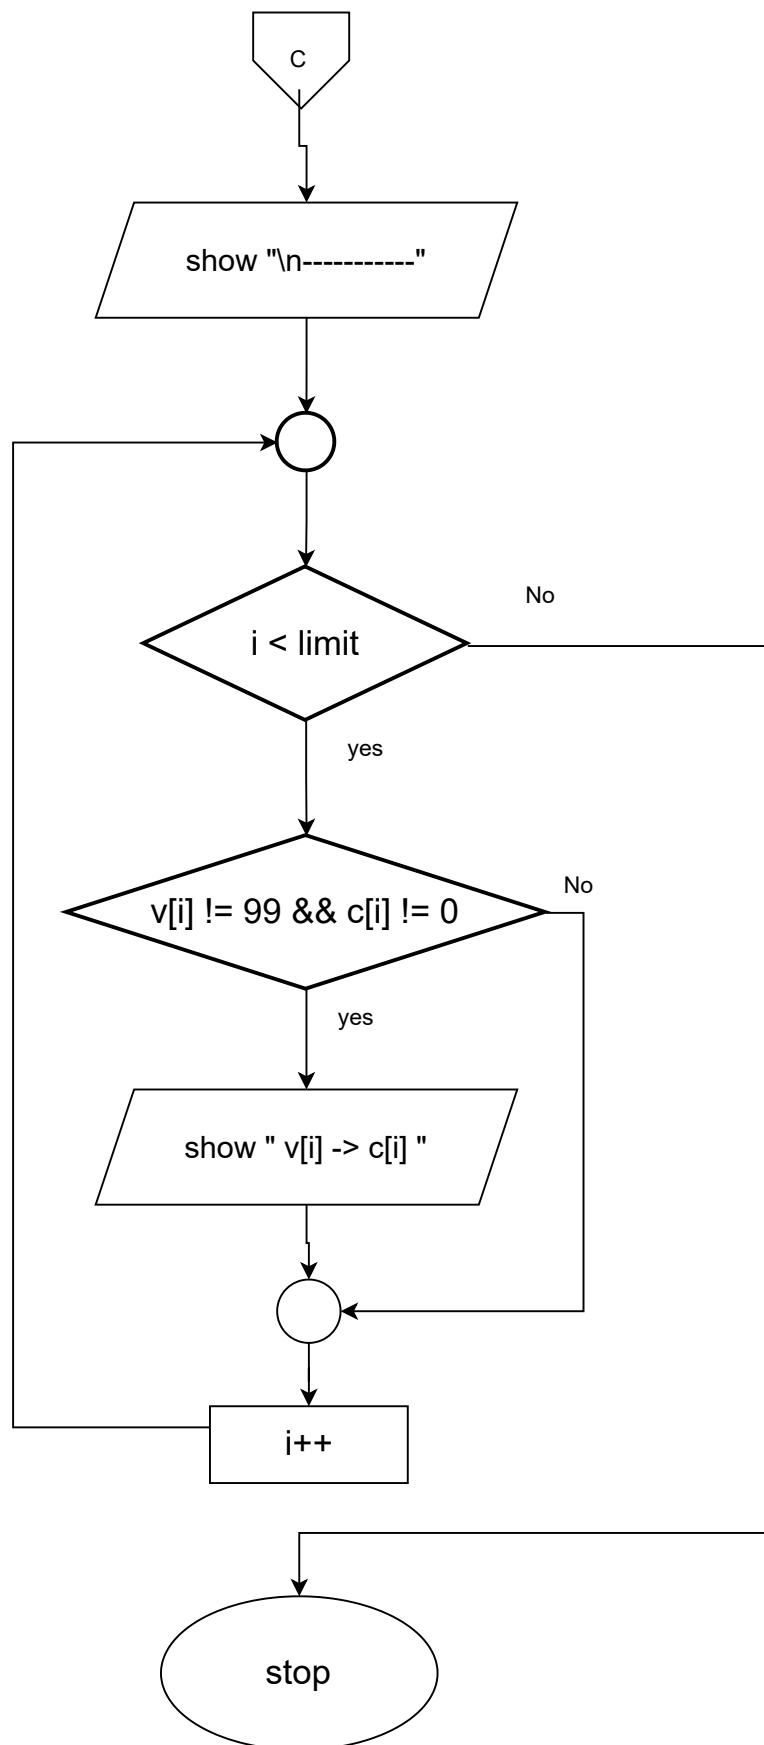 C
show "\n-----------"
i < limit
No
yes
v[i] != 99 && c[i] != 0
No
yes
show " v[i] -> c[i] "
i++
stop